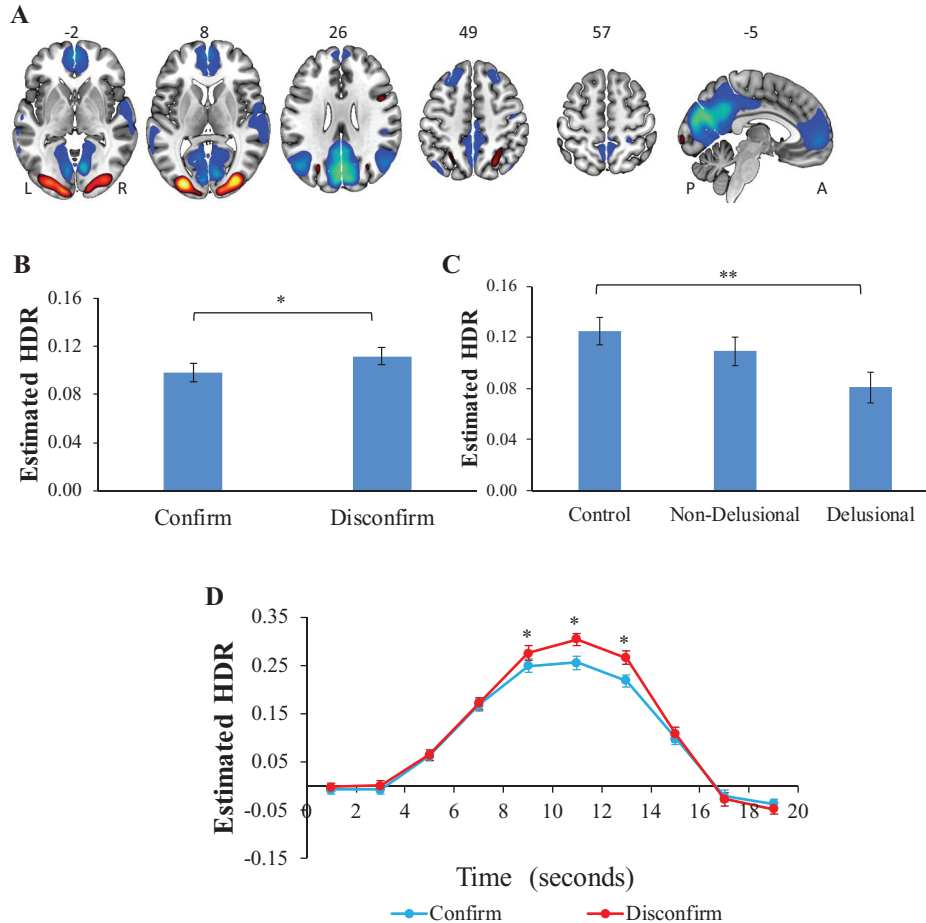 A
-2 8 26 49 57 -5
L R P A
B
C
Estimated HDR
0.16
0.12
0.08
0.04
0.00
*
Confirm Disconfirm
Estimated HDR
0.16
0.12
0.08
0.04
0.00
**
Control Non-Delusional Delusional
D
Estimated HDR
0.35
0.25
0.15
0.05
-0.05
-0.15
* * *
0 2 4 6 8 10 12 14 16 18 20
Time (seconds)
Confirm Disconfirm